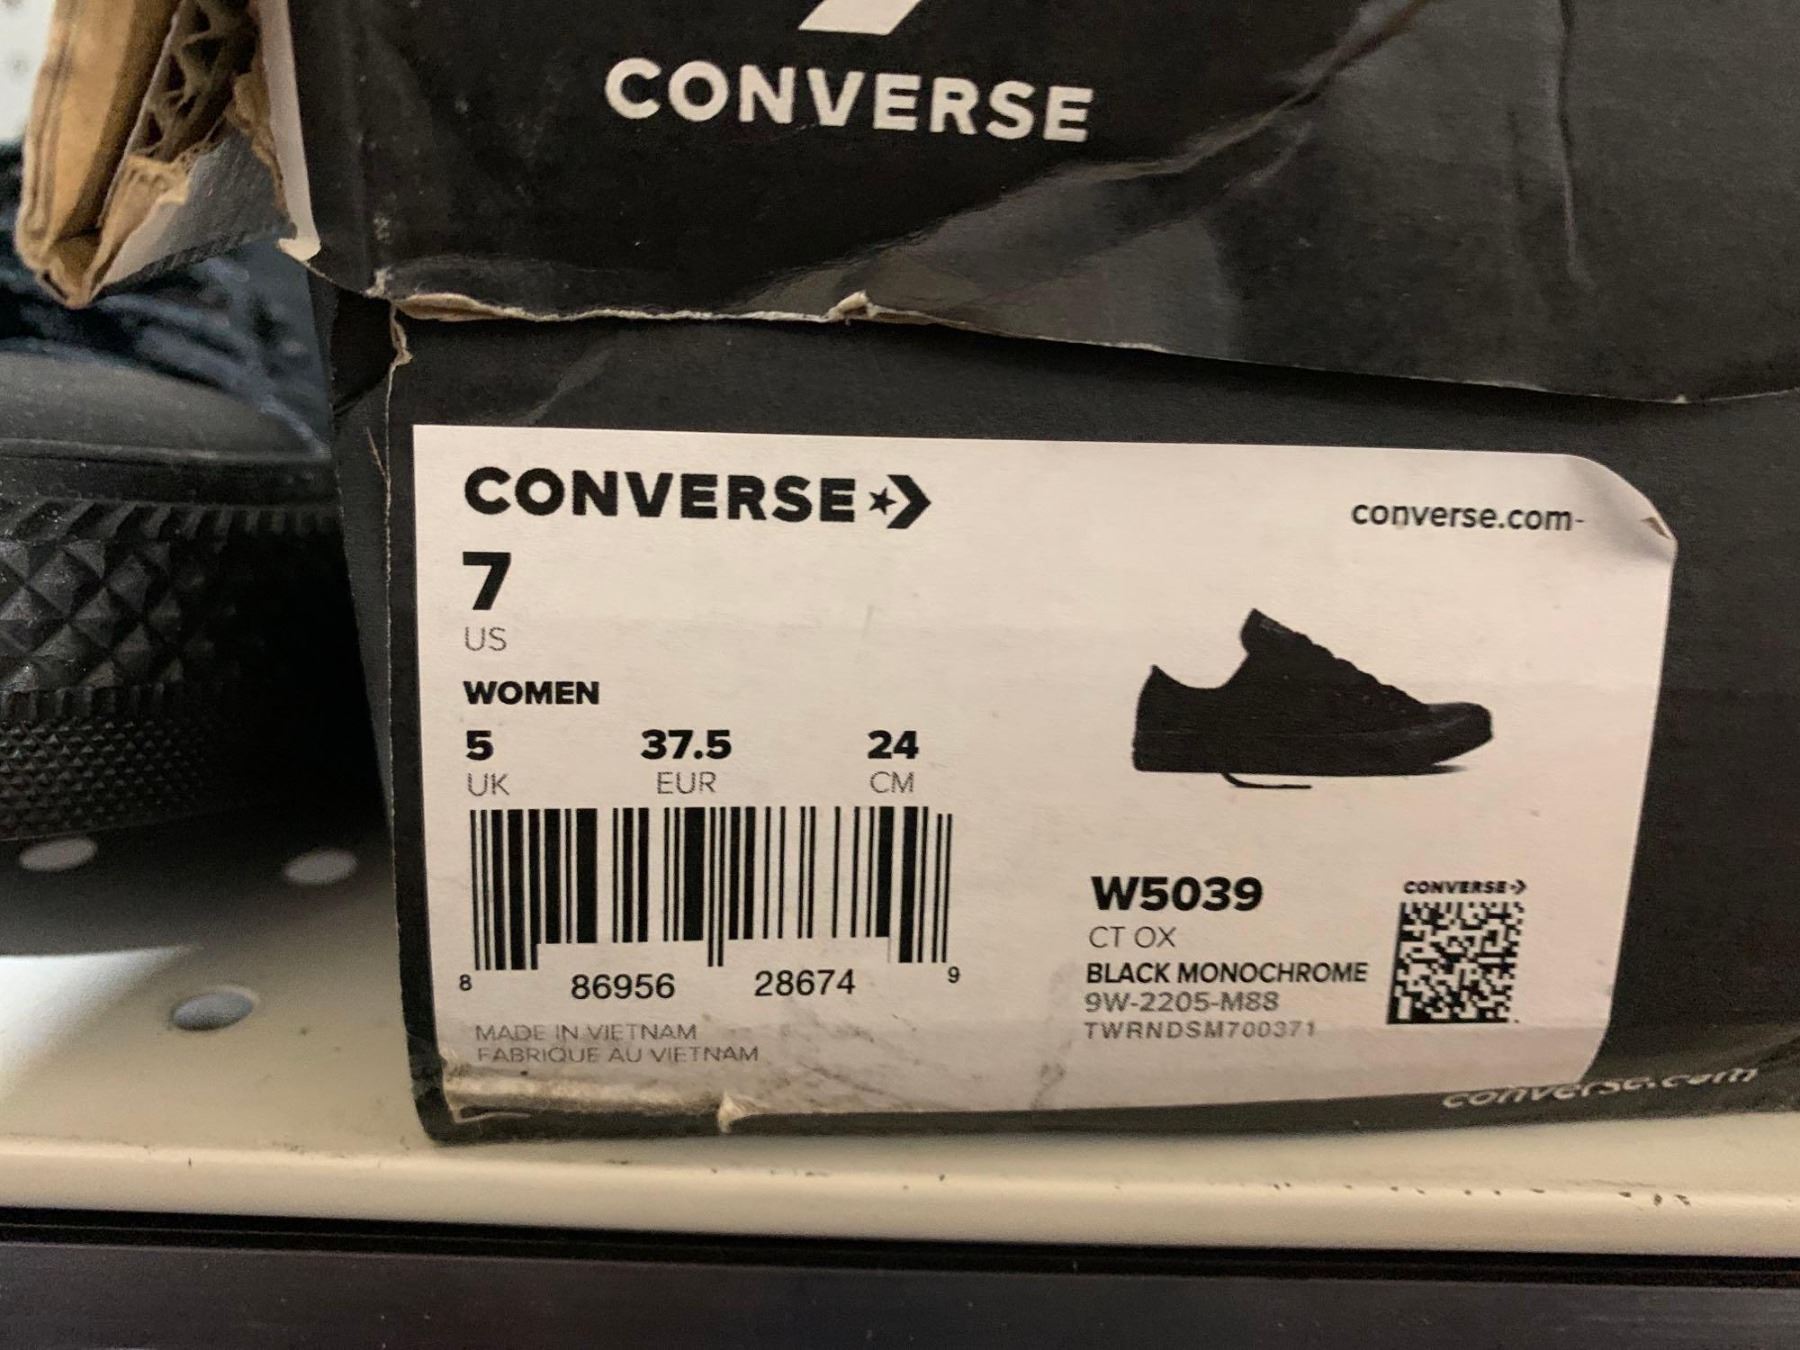 CONVERSE
CONVERSE
converse.com
7
US
WOMEN
5 37.5 24
UK EUR CM
8 86956 28674 9
MADE IN VIETNAM
FABRIQUE AU VIETNAM
W5039
CT OX
BLACK MONOCHROME
9W-2205-M88
TWRNDSM700371
CONVERSE
converse.com